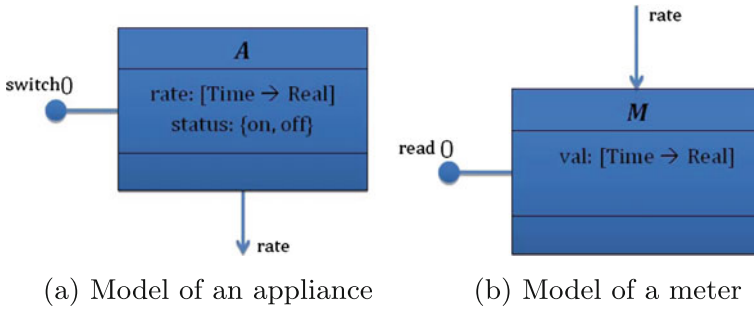 A
switch()
rate: [Time → Real]
status: {on, off}
rate
(a) Model of an appliance
rate
M
read ()
val: [Time → Real]
(b) Model of a meter